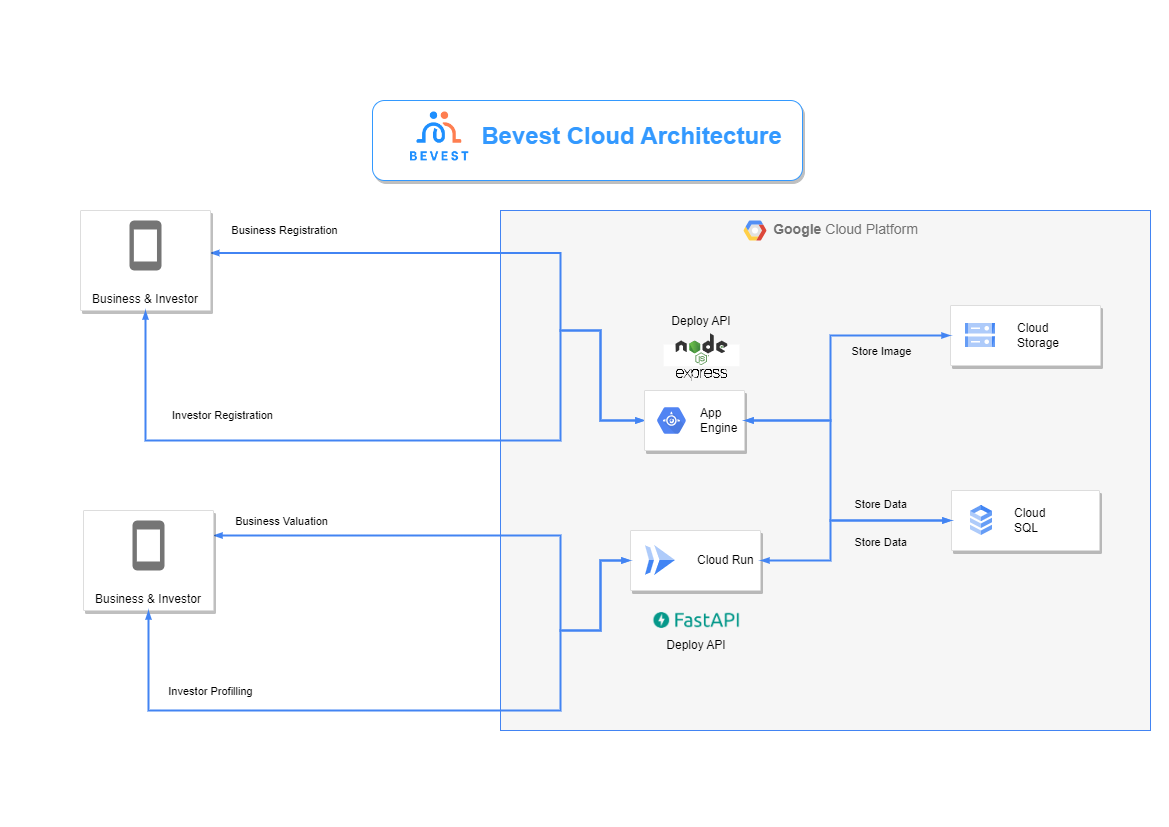 BEVEST
Bevest Cloud Architecture
Business & Investor
Business Registration
Investor Registration
Google Cloud Platform
Deploy API
node
JS
express
App
Engine
Store Image
Cloud
Storage
Business & Investor
Business Valuation
Investor Profilling
Cloud Run
FastAPI
Deploy API
Store Data
Store Data
Cloud
SQL